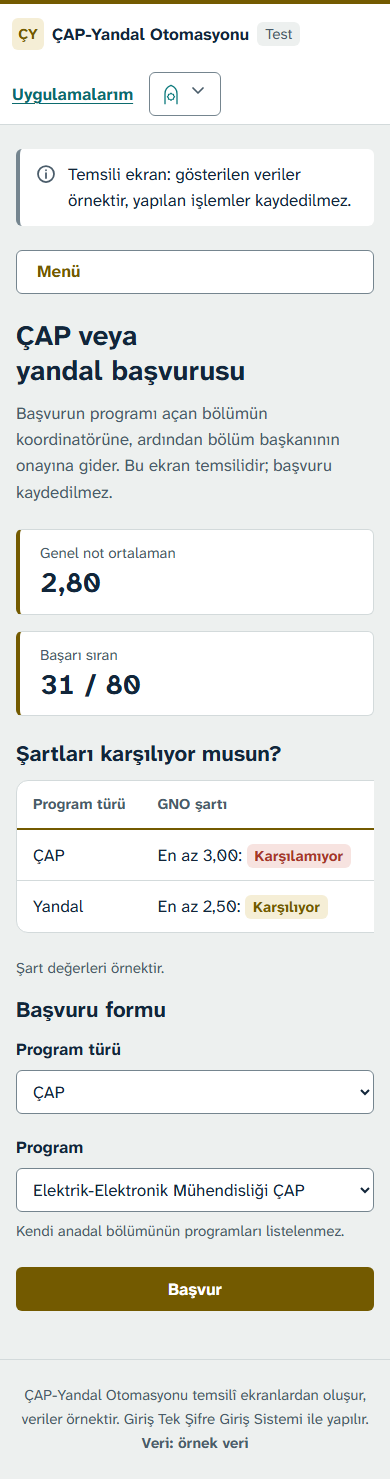 ÇY ÇAP-Yandal Otomasyonu Test
Uygulamalarım
Temsili ekran: gösterilen veriler
örnektir, yapılan işlemler kaydedilmez.
Menü
ÇAP veya
yandal başvurusu
Başvurun programı açan bölümün
koordinatörüne, ardından bölüm başkanının
onayına gider. Bu ekran temsilidir; başvuru
kaydedilmez.
Genel not ortalaman
2,80
Başarı sıran
31 / 80
Şartları karşılıyor musun?
Program türü GNO şartı
ÇAP En az 3,00: Karşılamıyor
Yandal En az 2,50: Karşılıyor
Şart değerleri örnektir.
Başvuru formu
Program türü
ÇAP
Program
Elektrik-Elektronik Mühendisliği ÇAP
Kendi anadal bölümünün programları listelenmez.
Başvur
ÇAP-Yandal Otomasyonu temsilî ekranlardan oluşur,
veriler örnektir. Giriş Tek Şifre Giriş Sistemi ile yapılır.
Veri: örnek veri